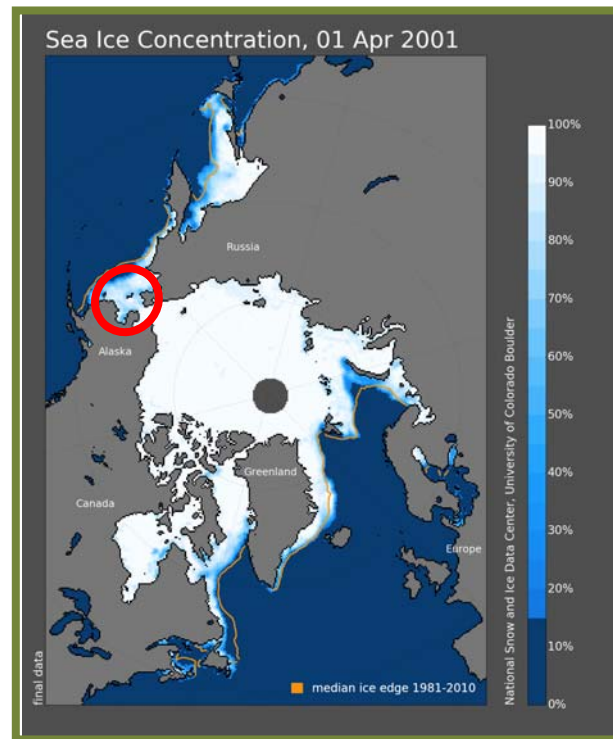 Sea Ice Concentration, 01 Apr 2001
Russia
Alaska
Greenland
Canada
Europe
final data
median ice edge 1981-2010
100%
90%
80%
70%
60%
50%
40%
30%
20%
10%
0%
National Snow and Ice Data Center, University of Colorado Boulder